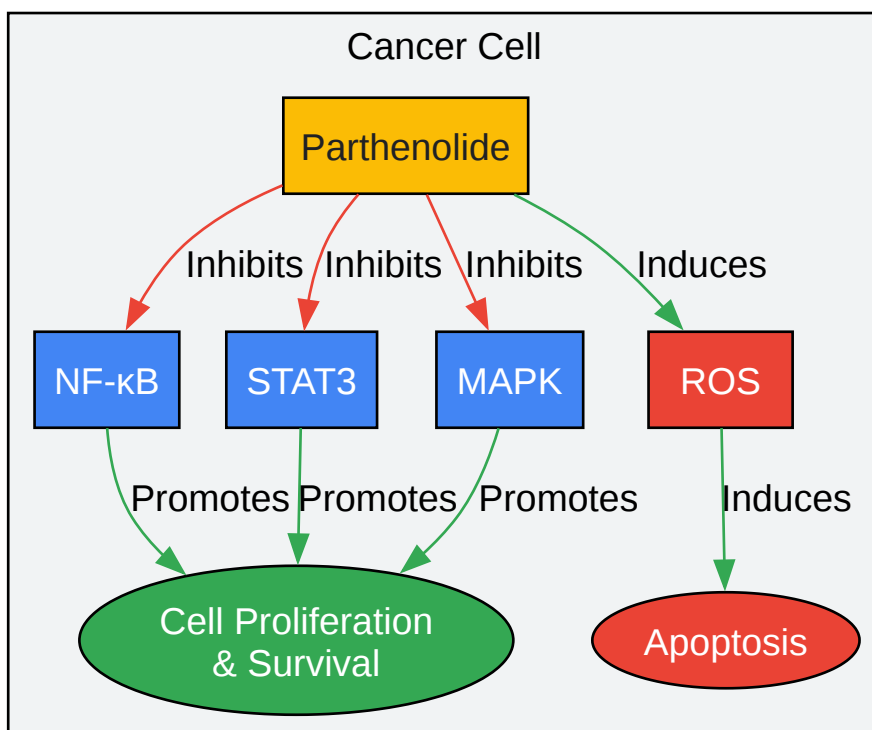 Cancer Cell
Parthenolide
Inhibits
Inhibits
Inhibits
Induces
NF-κB
STAT3
MAPK
ROS
Promotes
Promotes
Promotes
Induces
Cell Proliferation
& Survival
Apoptosis